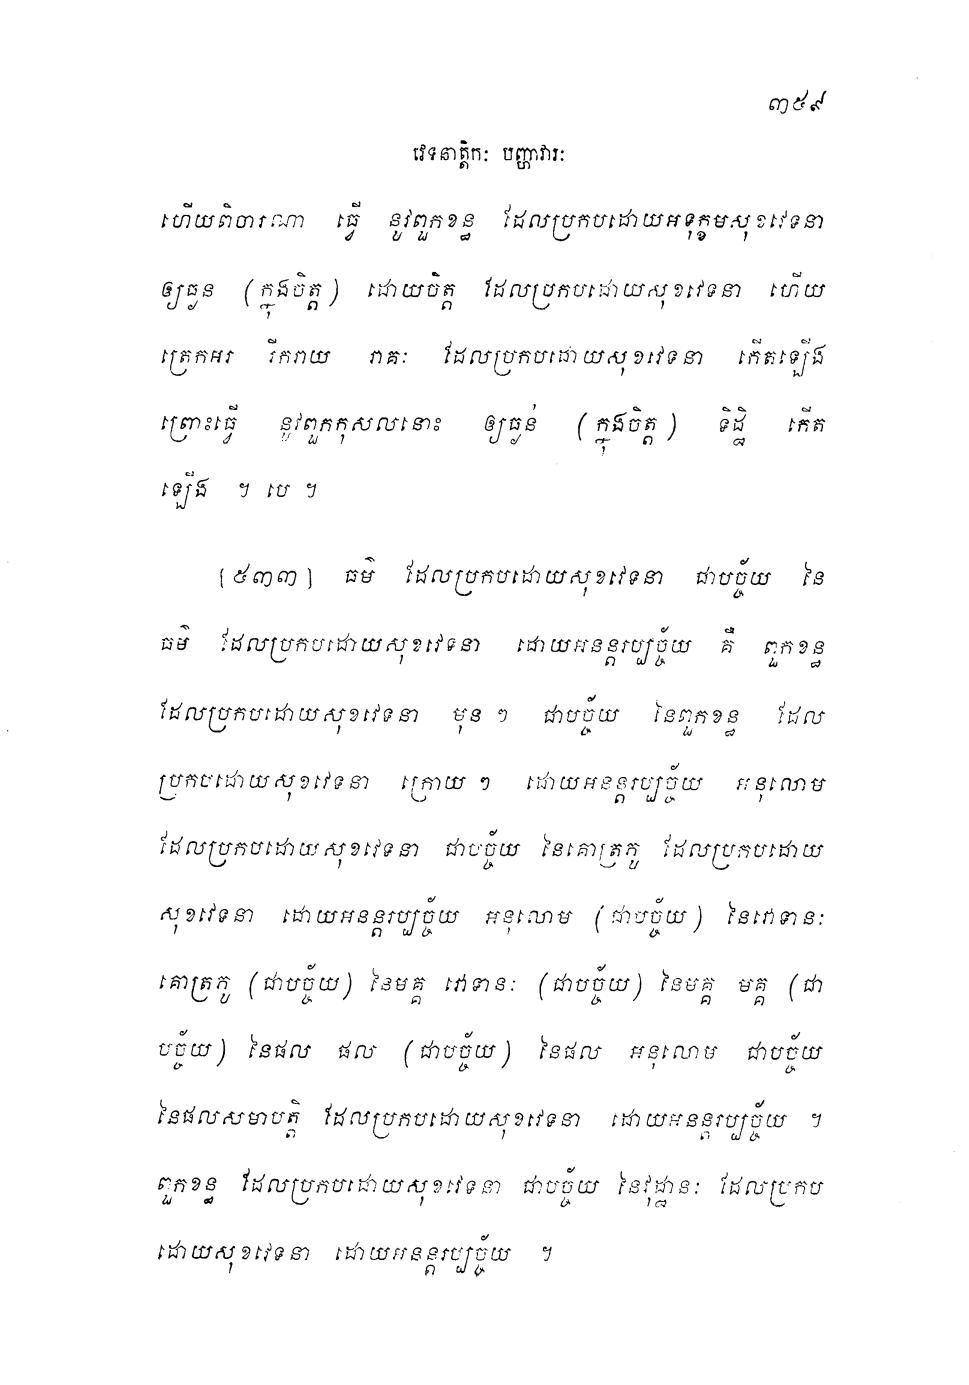 ៣៥៩
វេទនាត្តិកៈ បញ្ហាវារៈ
ហើយពិចារណា ធ្វើ នូវពួកខន្ធ ដែលប្រកបដោយអទុក្ខមសុខវេទនា
ឲ្យធ្ងន (ក្នុងចិត្ត) ដោយចិត្ត ដែលប្រកបដោយសុខវេទនា ហើយ
ត្រេកអរ រីករាយ រាគៈ ដែលប្រកបដោយសុខវេទនា កើតឡើង
ព្រោះធ្វើ នូវពួកកុសលនោះ ឲ្យធ្ងន់ (ក្នុងចិត្ត) ទិដ្ឋិ កើត
ឡើង ។ បេ ។
[៥៣៣] ធម៌ ដែលប្រកបដោយសុខវេទនា ជាបច្ច័យ នៃ
ធម៌ ដែលប្រកបដោយសុខវេទនា ដោយអនន្តរប្បច្ច័យ គឺ ពួកខន្ធ
ដែលប្រកបដោយសុខវេទនា មុន ៗ ជាបច្ច័យ នៃពួកខន្ធ ដែល
ប្រកបដោយសុខវេទនា ក្រោយ ៗ ដោយអនន្តរប្បច្ច័យ អនុលោម
ដែលប្រកបដោយសុខវេទនា ជាបច្ច័យ នៃគោត្រភូ ដែលប្រកបដោយ
សុខវេទនា ដោយអនន្តរប្បច្ច័យ អនុលោម (ជាបច្ច័យ) នៃវោទានៈ
គោត្រភូ (ជាបច្ច័យ) នៃមគ្គ វោទានៈ (ជាបច្ច័យ) នៃមគ្គ មគ្គ (ជា
បច្ច័យ) នៃផល ផល (ជាបច្ច័យ) នៃផល អនុលោម ជាបច្ច័យ
នៃផលសមាបត្តិ ដែលប្រកបដោយសុខវេទនា ដោយអនន្តរប្បច្ច័យ ។
ពួកខន្ធ ដែលប្រកបដោយសុខវេទនា ជាបច្ច័យ នៃវុដ្ឋានៈ ដែលប្រកប
ដោយសុខវេទនា ដោយអនន្តរប្បច្ច័យ ។